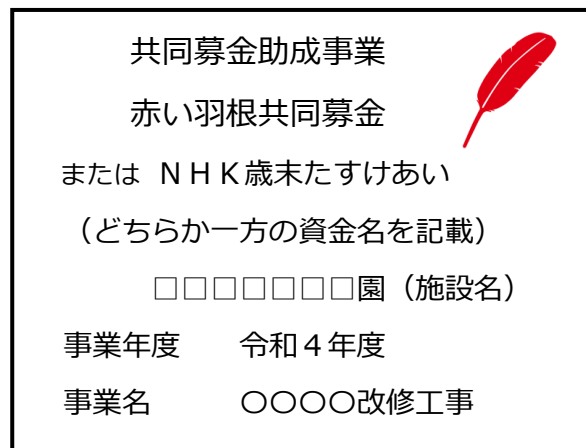 共同募金助成事業
赤い羽根共同募金
または ＮＨＫ歳末たすけあい
（どちらか一方の資金名を記載）
□□□□□□□園（施設名）
事業年度　　令和４年度
事業名　　　〇〇〇〇改修工事